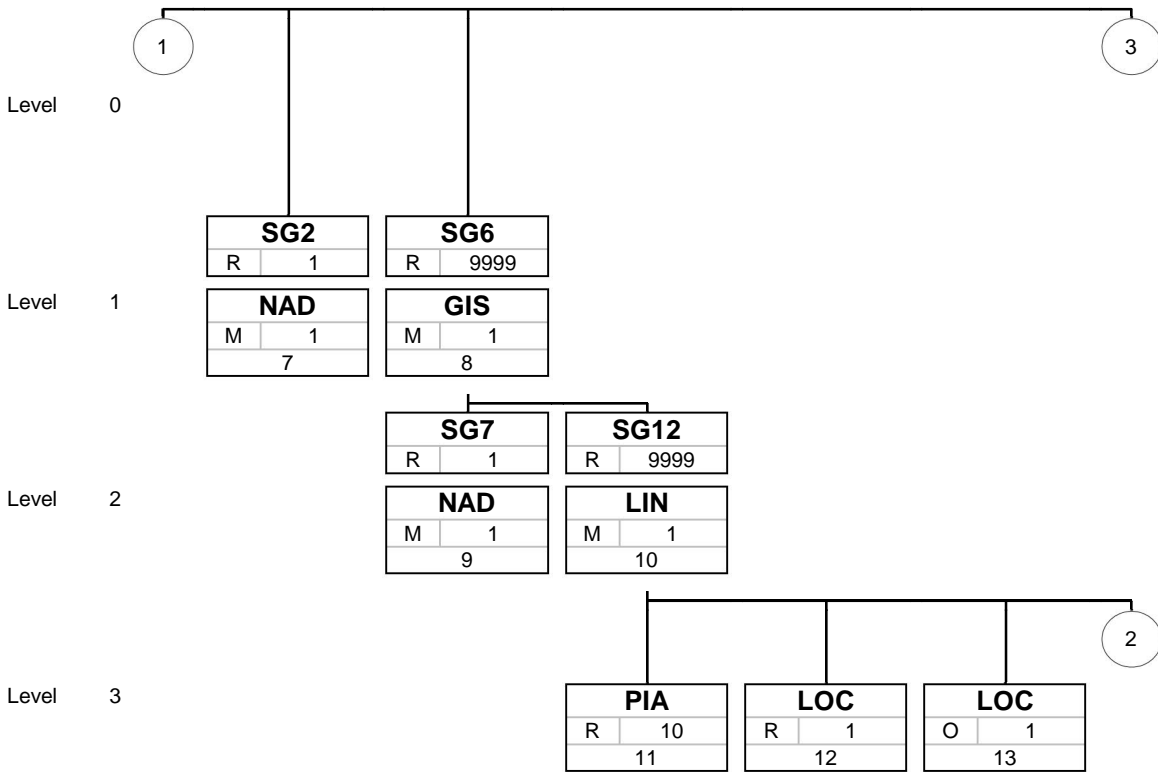 1 3
Level 0
SG2 SG6
R 1 R 9999
Level 1
NAD GIS
M 1 M 1
7 8
SG7 SG12
R 1 R 9999
Level 2
NAD LIN
M 1 M 1
9 10
2
Level 3
PIA LOC LOC
R 10 R 1 O 1
11 12 13